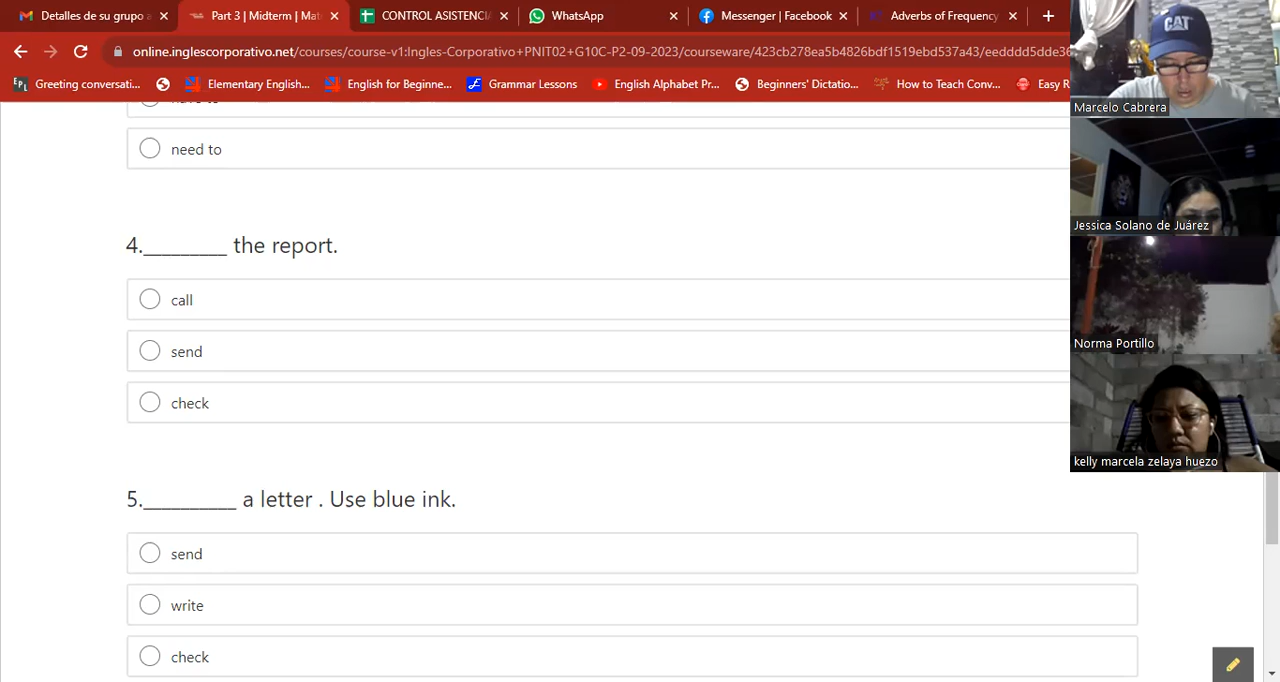 Detalles de su grupo a
Part 3 | Midterm | Mat
CONTROL ASISTENCI
WhatsApp
Messenger | Facebook
Adverbs of Frequency
online.inglescorporativo.net/courses/course-v1:Ingles-Corporativo+PNIT02+G10C-P2-09-2023/courseware/423cb278ea5b4826bdf1519ebd537a43/eedddd5dde36
Greeting conversati...
Elementary English...
English for Beginne...
Grammar Lessons
English Alphabet Pr...
Beginners' Dictatio...
How to Teach Conv...
Easy R
need to
4.________ the report.
call
send
check
5._________ a letter . Use blue ink.
send
write
check
CAT
Marcelo Cabrera
Jessica Solano de Juárez
Norma Portillo
kelly marcela zelaya huezo